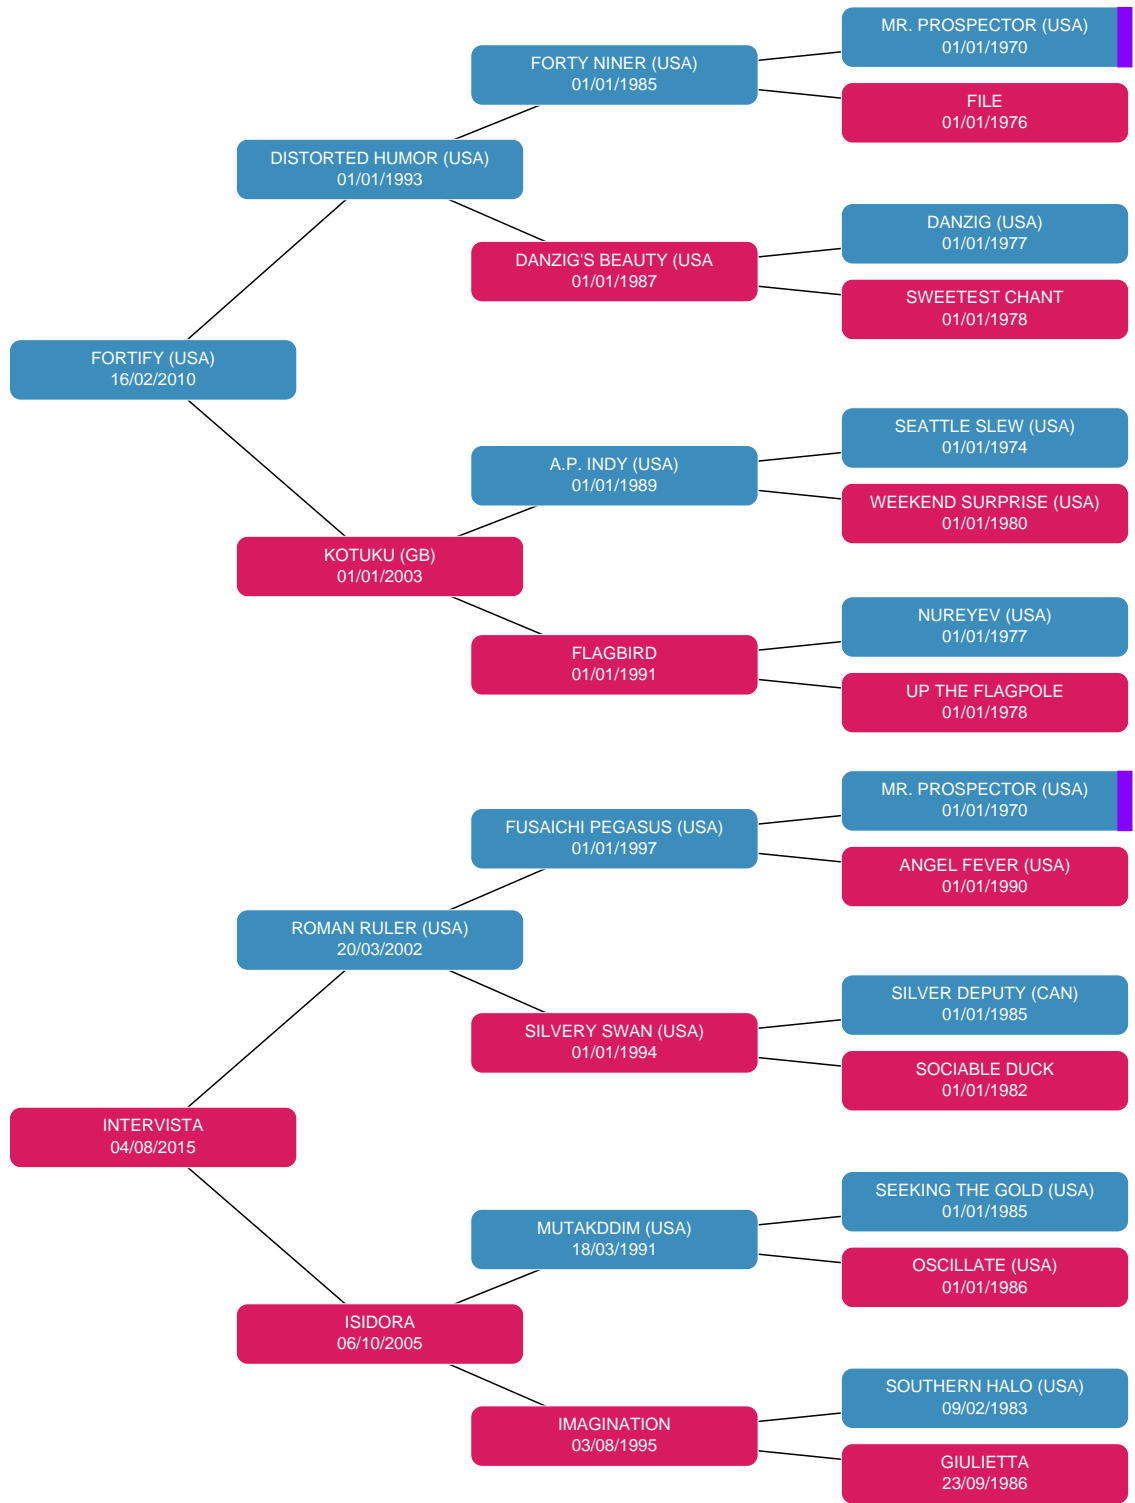 MR. PROSPECTOR (USA)
01/01/1970
FORTY NINER (USA)
01/01/1985
FILE
01/01/1976
DISTORTED HUMOR (USA)
01/01/1993
DANZIG (USA)
01/01/1977
DANZIG'S BEAUTY (USA
01/01/1987
SWEETEST CHANT
01/01/1978
FORTIFY (USA)
16/02/2010
SEATTLE SLEW (USA)
01/01/1974
A.P. INDY (USA)
01/01/1989
WEEKEND SURPRISE (USA)
01/01/1980
KOTUKU (GB)
01/01/2003
NUREYEV (USA)
01/01/1977
FLAGBIRD
01/01/1991
UP THE FLAGPOLE
01/01/1978
MR. PROSPECTOR (USA)
01/01/1970
FUSAICHI PEGASUS (USA)
01/01/1997
ANGEL FEVER (USA)
01/01/1990
ROMAN RULER (USA)
20/03/2002
SILVER DEPUTY (CAN)
01/01/1985
SILVERY SWAN (USA)
01/01/1994
SOCIABLE DUCK
01/01/1982
INTERVISTA
04/08/2015
SEEKING THE GOLD (USA)
01/01/1985
MUTAKDDIM (USA)
18/03/1991
OSCILLATE (USA)
01/01/1986
ISIDORA
06/10/2005
SOUTHERN HALO (USA)
09/02/1983
IMAGINATION
03/08/1995
GIULIETTA
23/09/1986